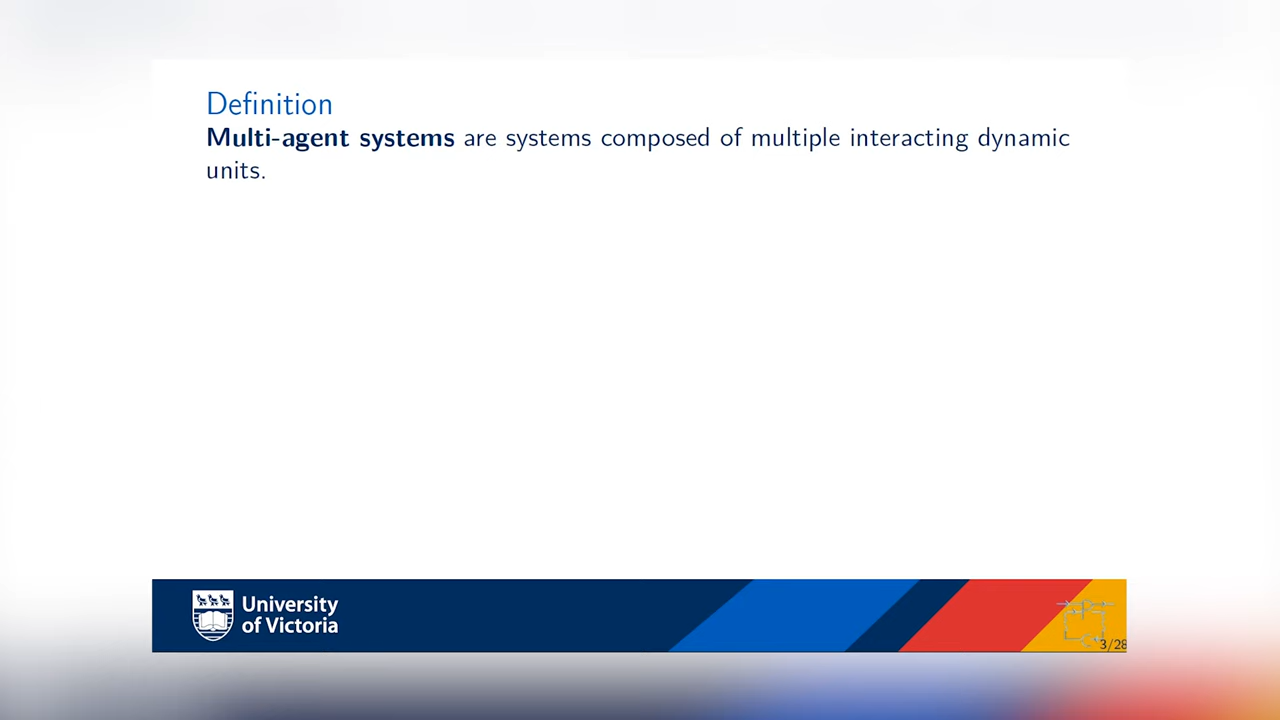 Definition
Multi-agent systems are systems composed of multiple interacting dynamic
units.
University
of Victoria
3/28